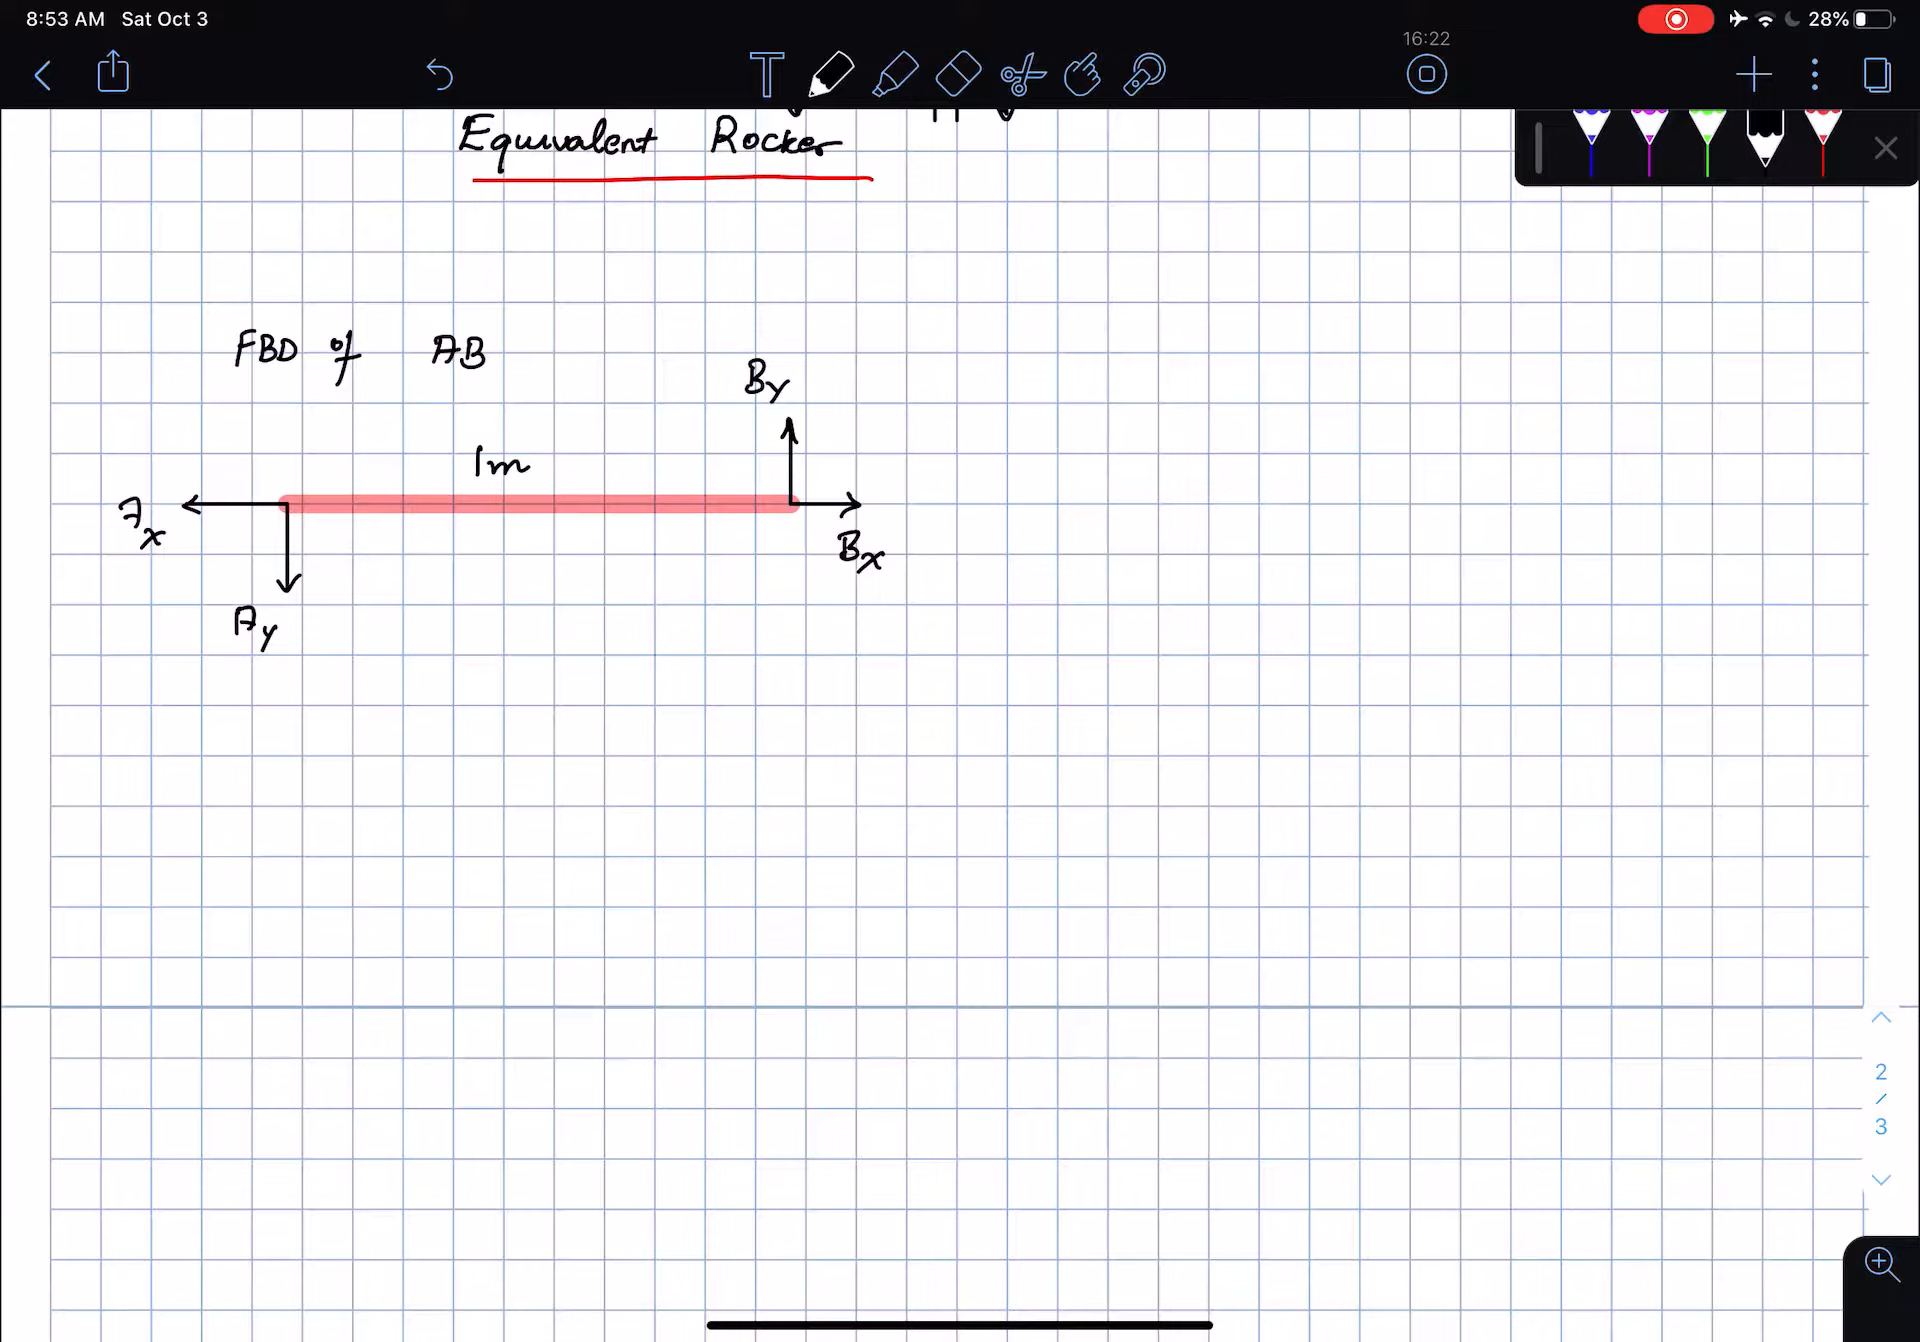 8:53 AM Sat Oct 3
28%
16:22
Equivalent Rocker
FBD of AB
By
1m
Ax
Bx
Ay
2
/
3